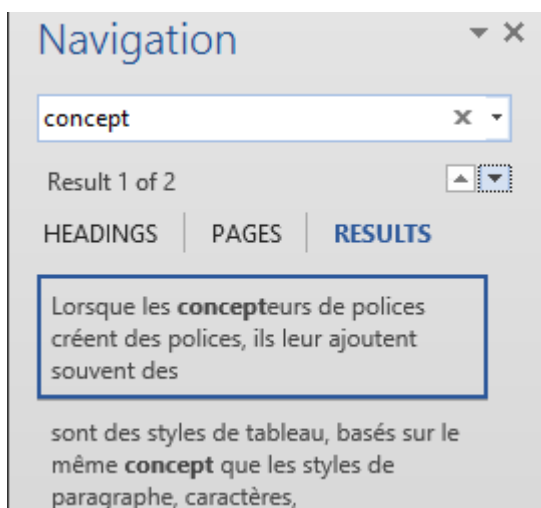 Navigation
concept
Result 1 of 2
HEADINGS PAGES RESULTS
Lorsque les concepteurs de polices
créent des polices, ils leur ajoutent
souvent des
sont des styles de tableau, basés sur le
même concept que les styles de
paragraphe, caractères,